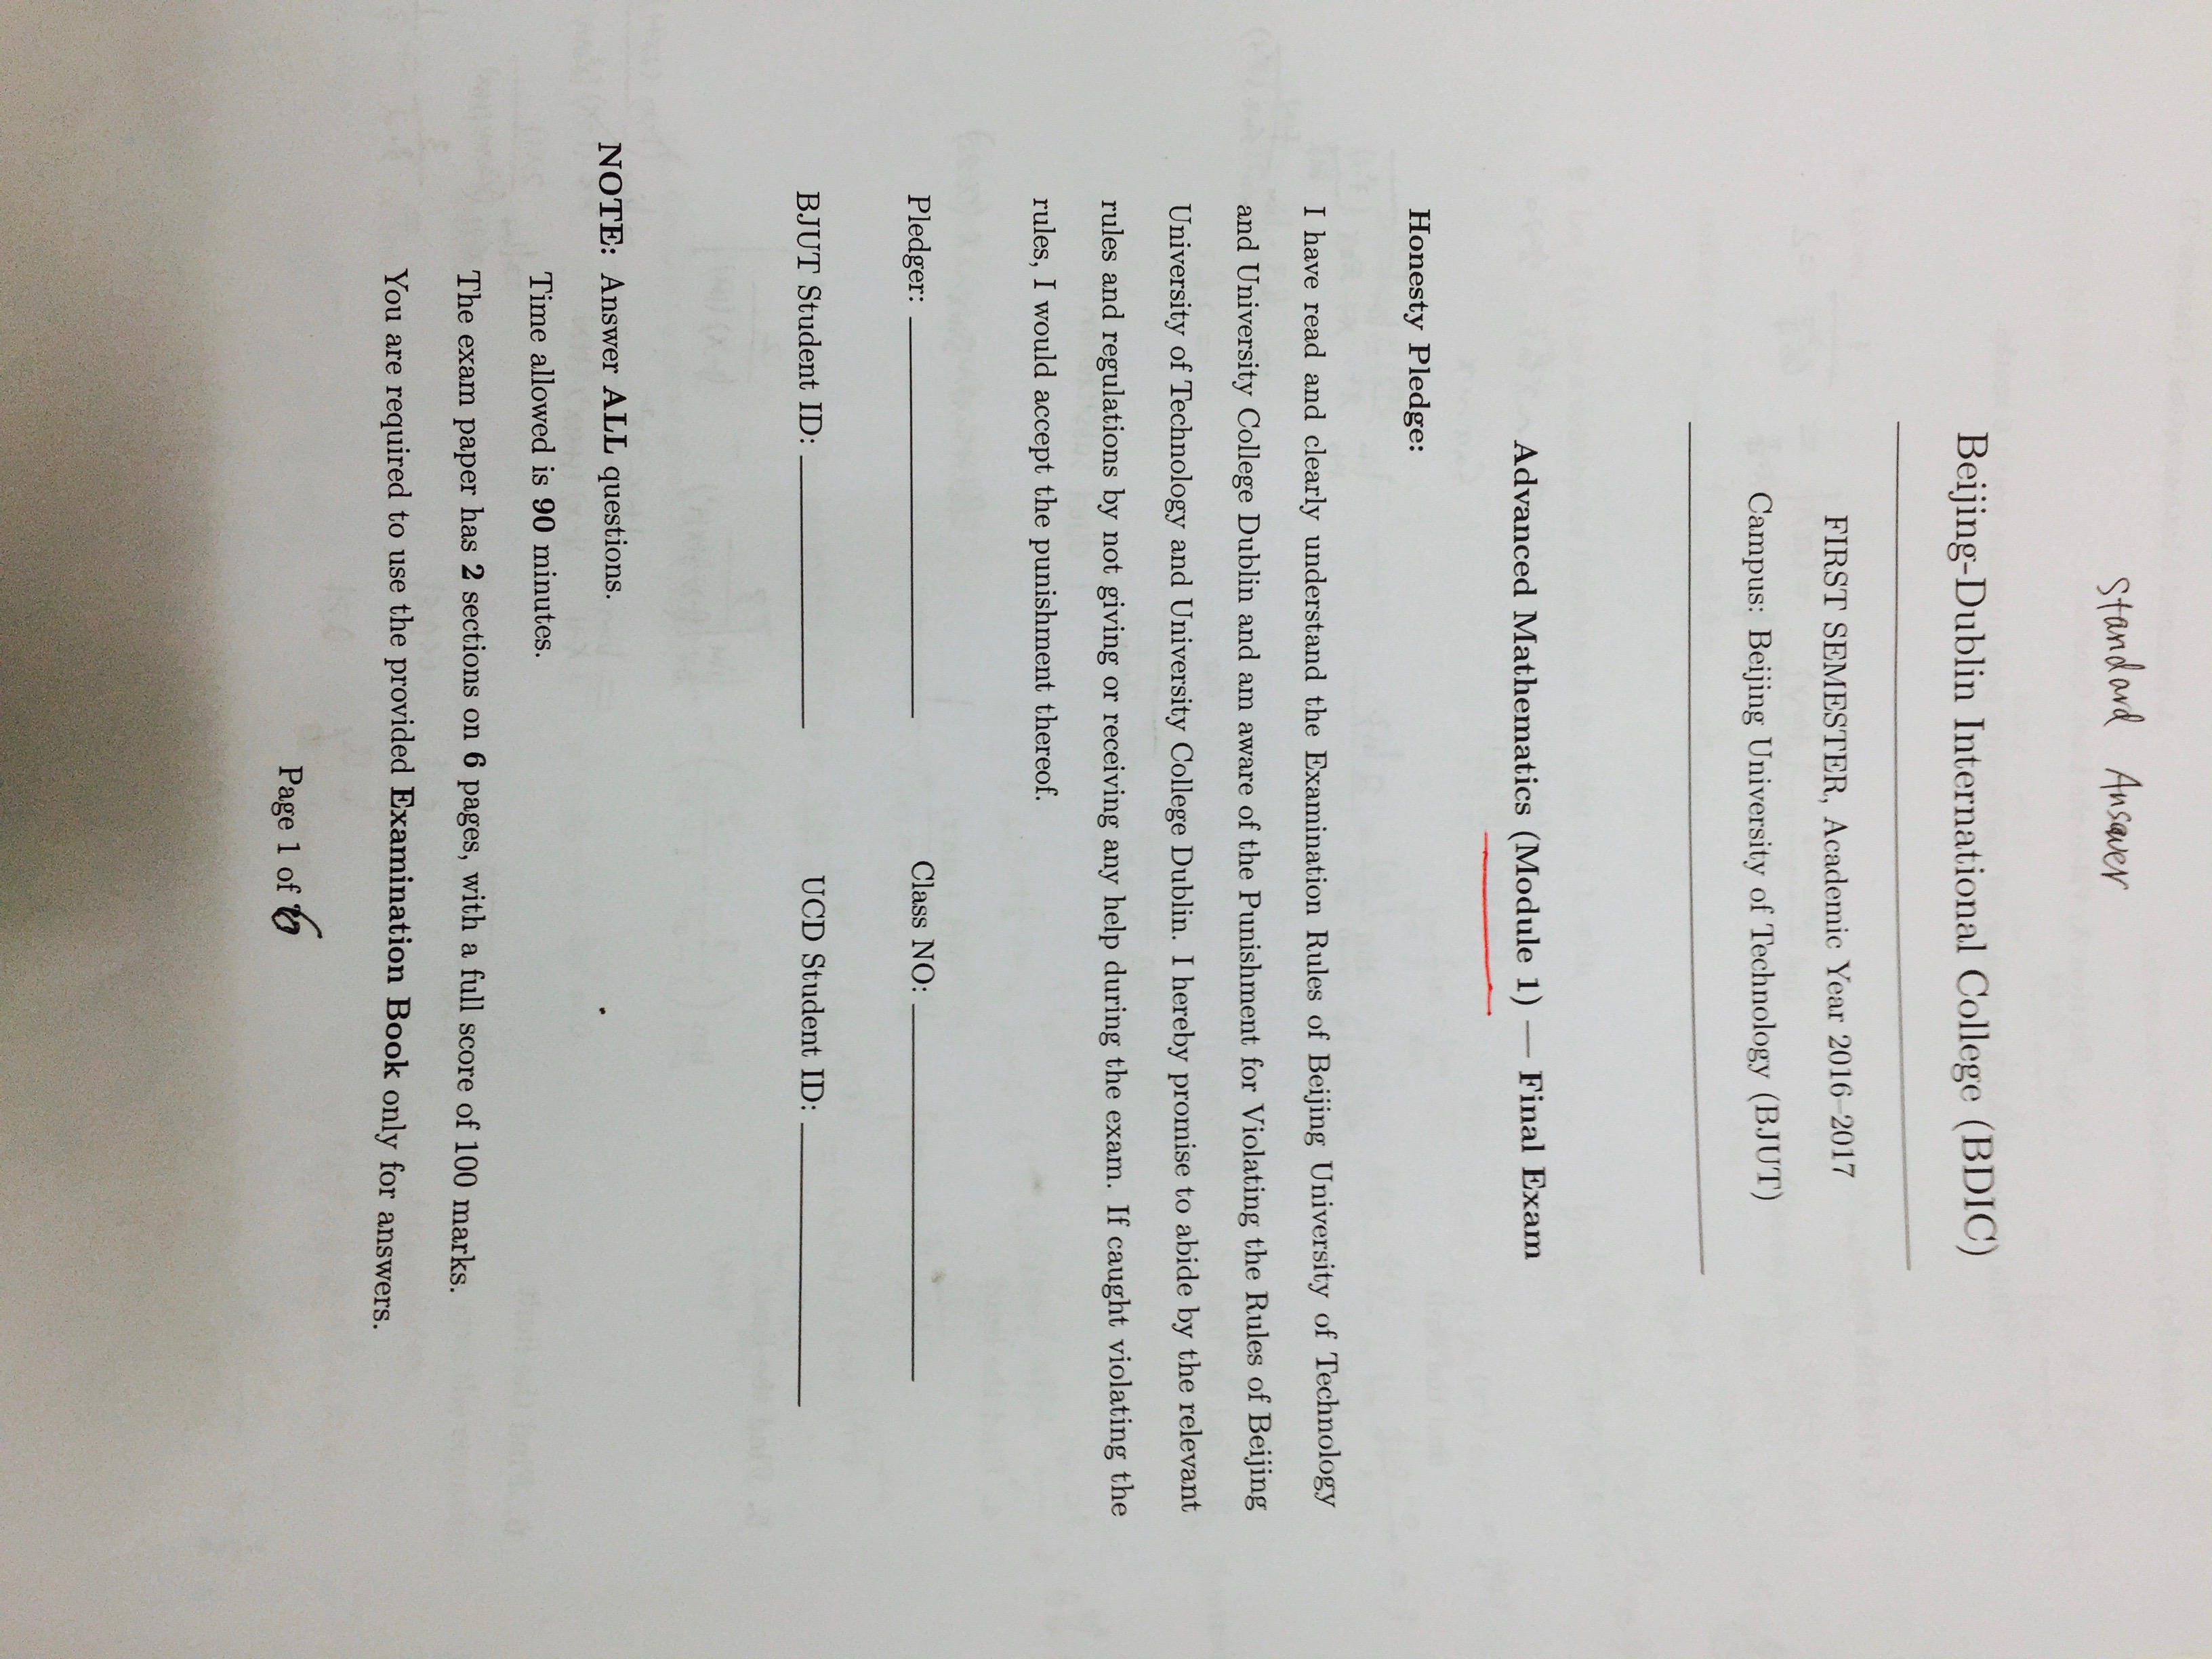 Standard Answer
Beijing-Dublin International College (BDIC)
FIRST SEMESTER, Academic Year 2016–2017
Campus: Beijing University of Technology (BJUT)
Advanced Mathematics (Module 1) — Final Exam
Honesty Pledge:
I have read and clearly understand the Examination Rules of Beijing University of Technology
and University College Dublin and am aware of the Punishment for Violating the Rules of Beijing
University of Technology and University College Dublin. I hereby promise to abide by the relevant
rules and regulations by not giving or receiving any help during the exam. If caught violating the
rules, I would accept the punishment thereof.
Pledger: Class NO:
BJUT Student ID: UCD Student ID:
NOTE: Answer ALL questions.
Time allowed is 90 minutes.
The exam paper has 2 sections on 6 pages, with a full score of 100 marks.
You are required to use the provided Examination Book only for answers.
Page 1 of 6